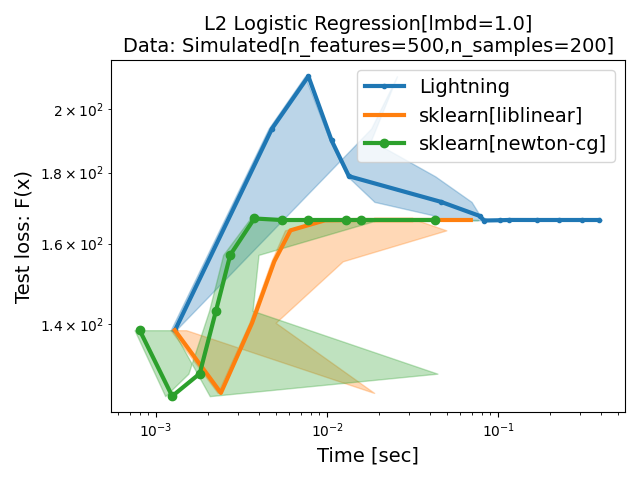 L2 Logistic Regression[lmbd=1.0]
Data: Simulated[n_features=500,n_samples=200]
Test loss: F(x)
2 × 10²
1.8 × 10²
1.6 × 10²
1.4 × 10²
Lightning
sklearn[liblinear]
sklearn[newton-cg]
10⁻³
10⁻²
10⁻¹
Time [sec]